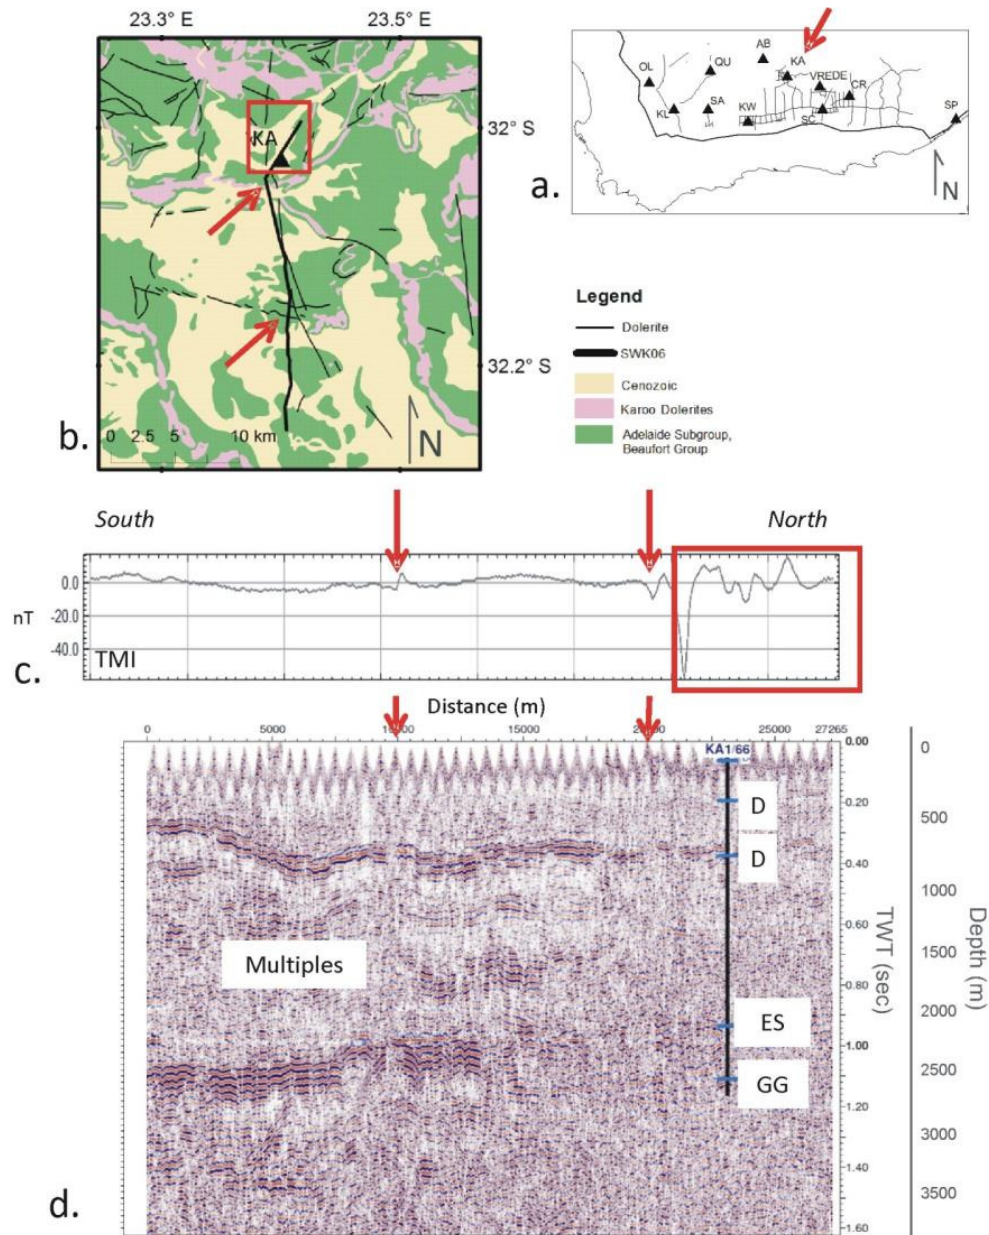 23.3° E
23.5° E
32° S
32.2° S
KA
0 2.5 5 10 km
N
b.
AB
OL
QU
KA
VREDE
CR
KL
SA
KW
SC
SP
N
a.
Legend
Dolerite
SWK06
Cenozoic
Karoo Dolerites
Adelaide Subgroup,
Beaufort Group
South
North
0.0
nT
-20.0
-40.0
TMI
c.
Distance (m)
0 5000 15000 25000 27265
KA1/66
0.00
0.20
0.40
0.60
0.80
1.00
1.20
1.40
1.60
TWT (sec)
0
500
1000
1500
2000
2500
3000
3500
Depth (m)
D
D
Multiples
ES
GG
d.